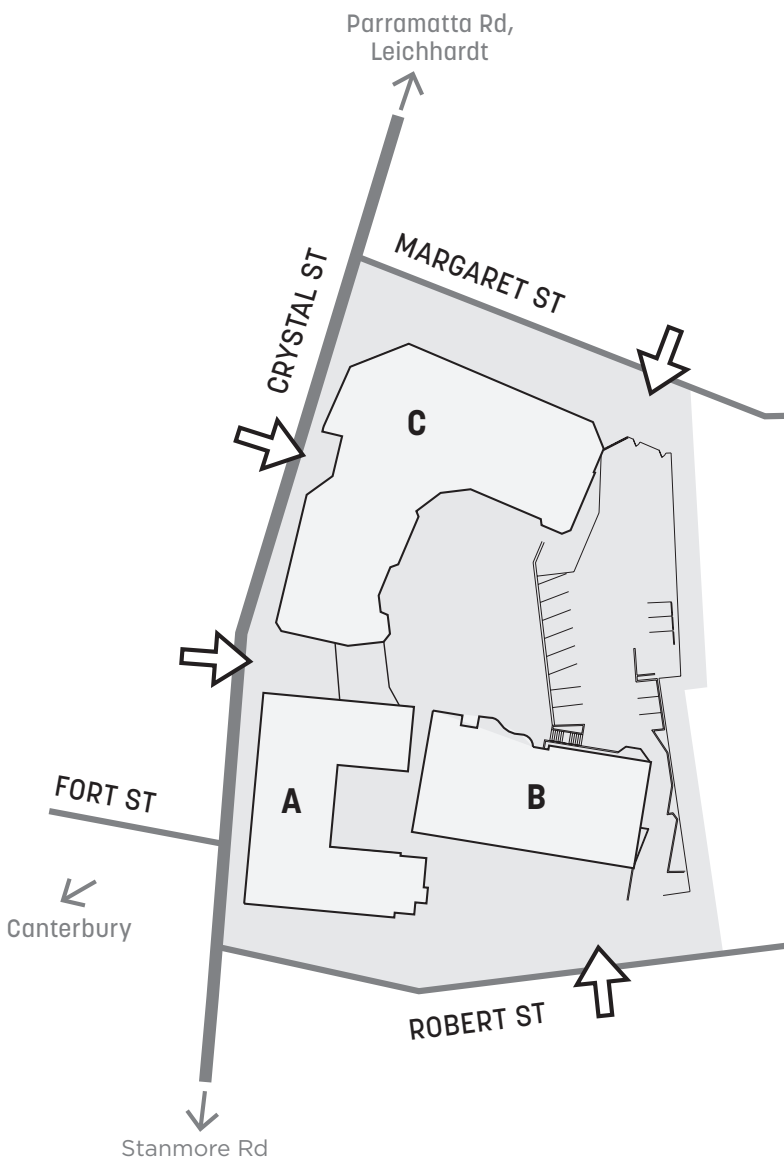 Parramatta Rd,
Leichhardt
MARGARET ST
CRYSTAL ST
C
A
B
FORT ST
Canterbury
ROBERT ST
Stanmore Rd